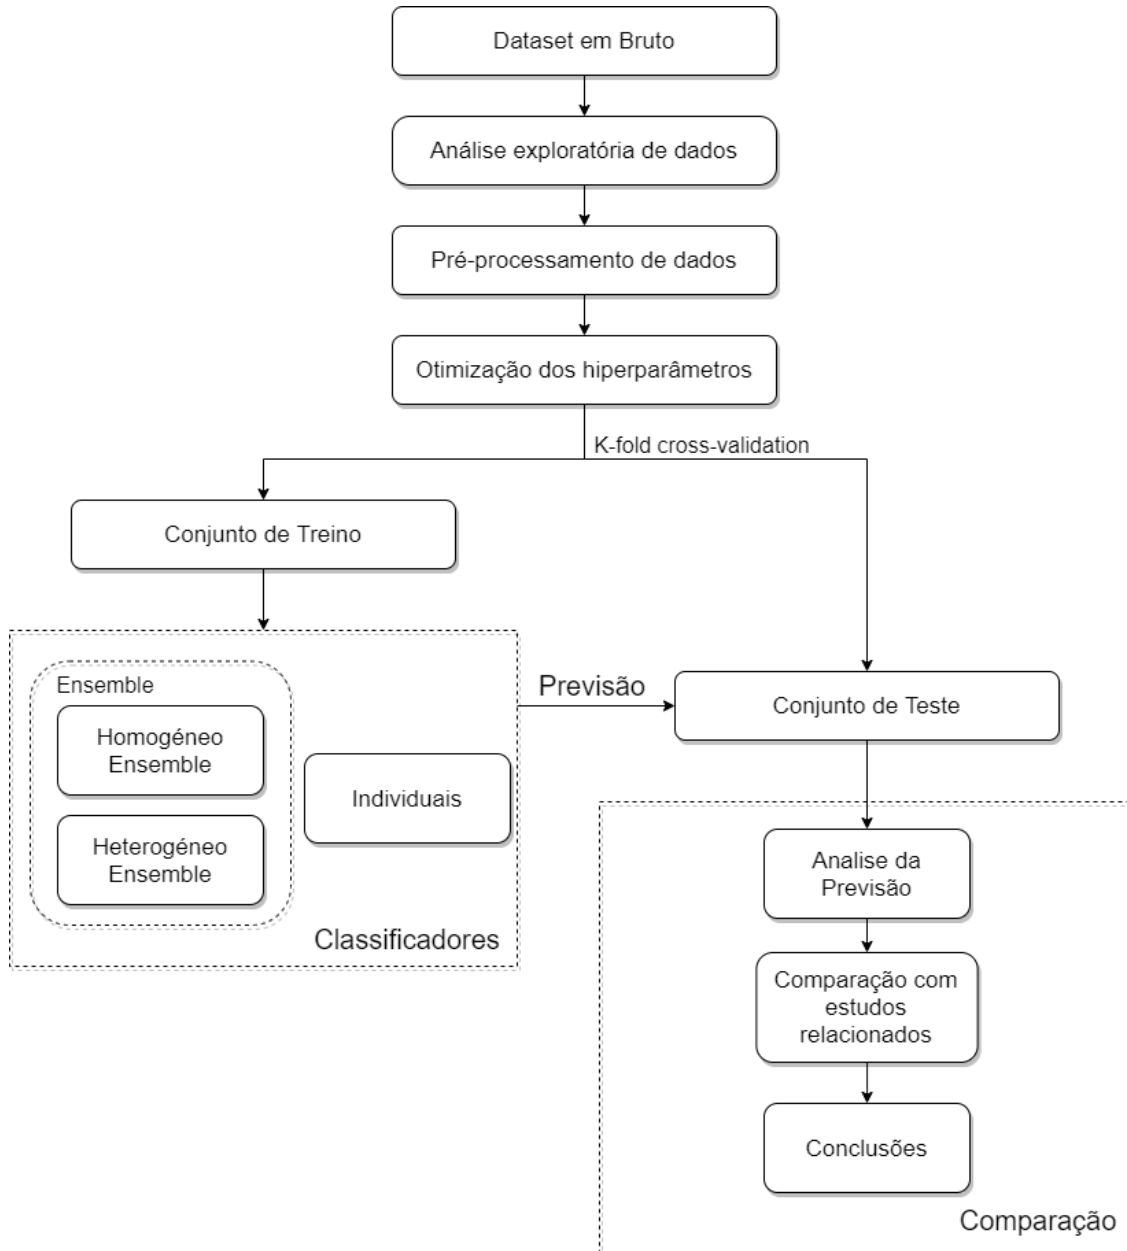 Dataset em Bruto
Análise exploratória de dados
Pré-processamento de dados
Otimização dos hiperparâmetros
K-fold cross-validation
Conjunto de Treino
Ensemble
Homogéneo
Ensemble
Heterogéneo
Ensemble
Individuais
Classificadores
Previsão
Conjunto de Teste
Analise da
Previsão
Comparação com
estudos
relacionados
Conclusões
Comparação